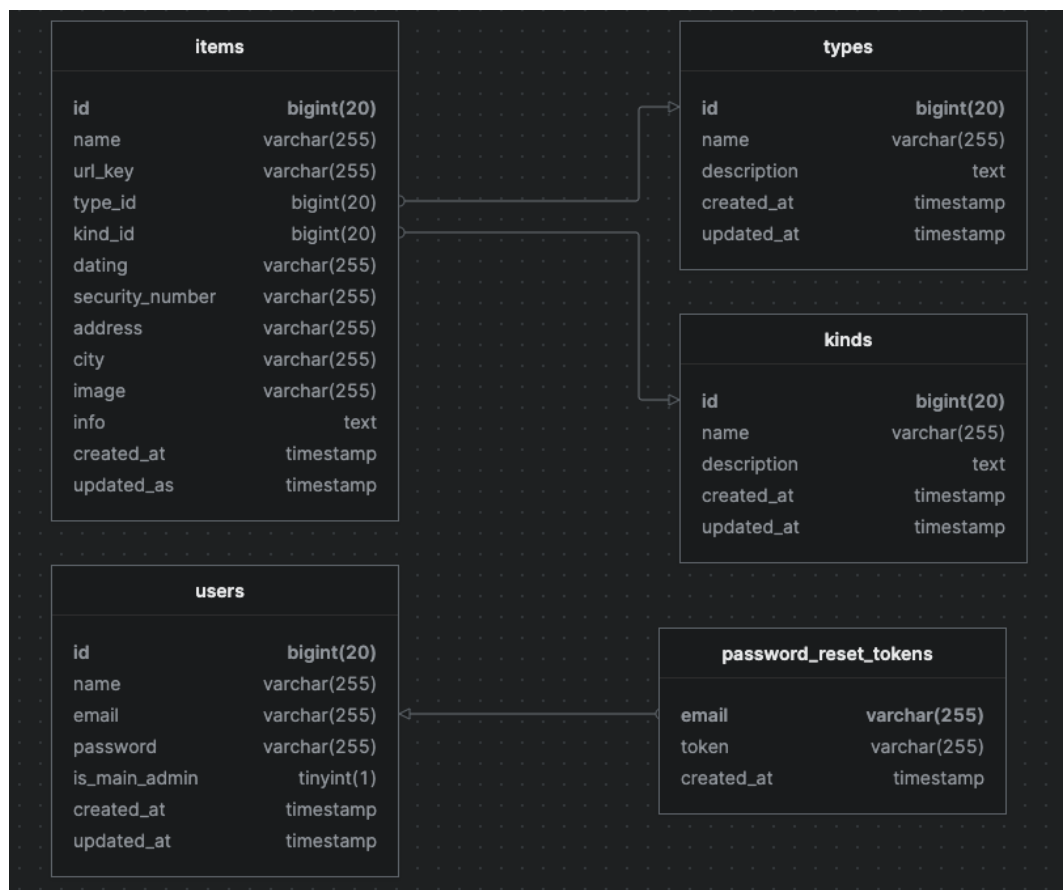 items
id bigint(20)
name varchar(255)
url_key varchar(255)
type_id bigint(20)
kind_id bigint(20)
dating varchar(255)
security_number varchar(255)
address varchar(255)
city varchar(255)
image varchar(255)
info text
created_at timestamp
updated_as timestamp
types
id bigint(20)
name varchar(255)
description text
created_at timestamp
updated_at timestamp
kinds
id bigint(20)
name varchar(255)
description text
created_at timestamp
updated_at timestamp
users
id bigint(20)
name varchar(255)
email varchar(255)
password varchar(255)
is_main_admin tinyint(1)
created_at timestamp
updated_at timestamp
password_reset_tokens
email varchar(255)
token varchar(255)
created_at timestamp